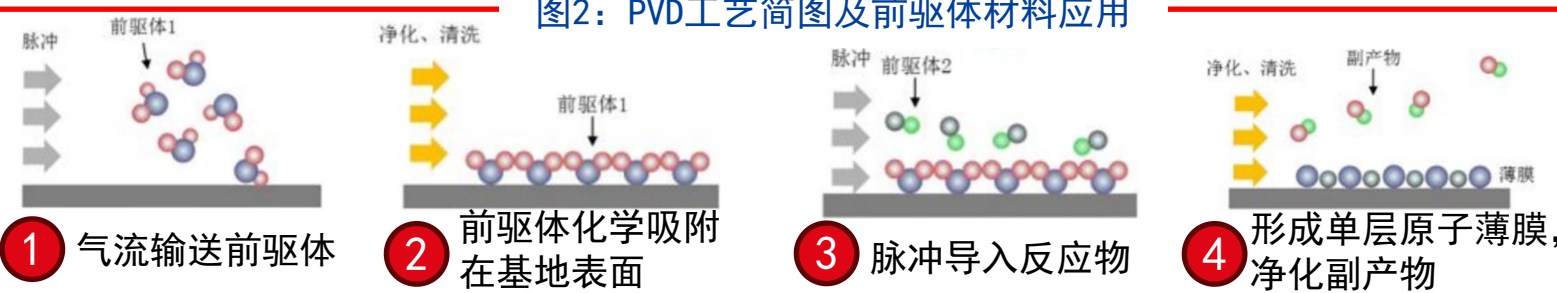 图2：PVD工艺简图及前驱体材料应用
脉冲
前驱体1
净化、清洗
前驱体1
脉冲
前驱体2
净化、清洗
副产物
薄膜
1 气流输送前驱体
2 前驱体化学吸附
在基地表面
3 脉冲导入反应物
4 形成单层原子薄膜，
净化副产物